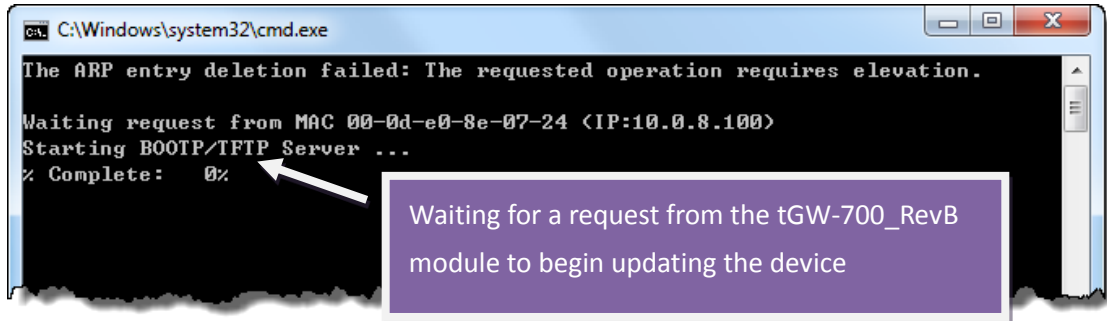 C:\Windows\system32\cmd.exe
The ARP entry deletion failed: The requested operation requires elevation.
Waiting request from MAC 00-0d-e0-8e-07-24 (IP:10.0.8.100)
Starting BOOTP/TFTP Server ...
% Complete:   0%
Waiting for a request from the tGW-700_RevB
module to begin updating the device